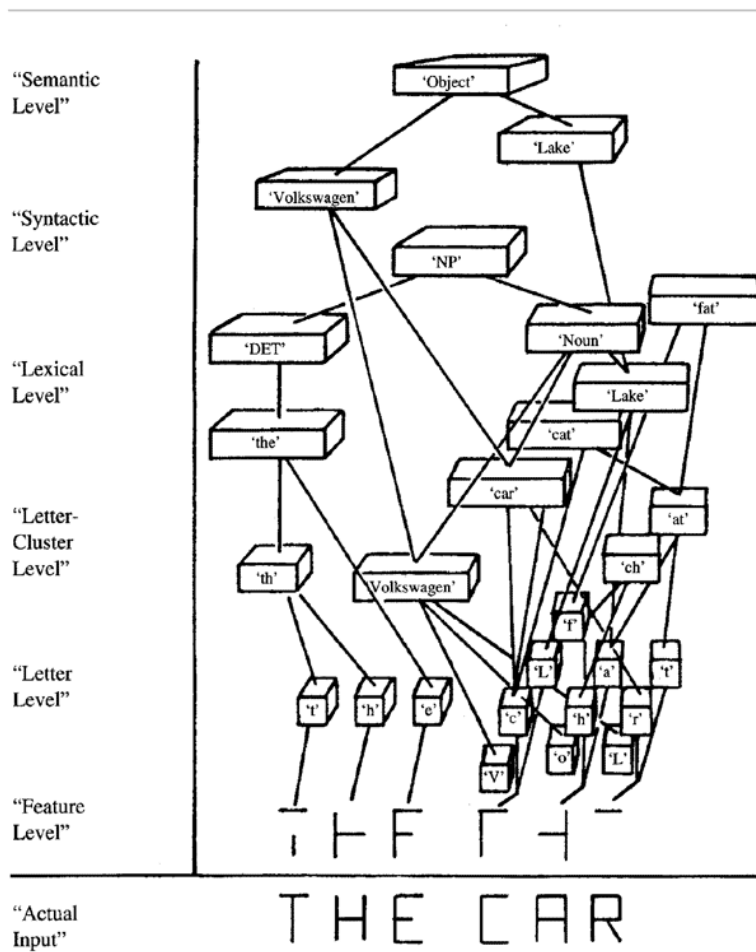 “Semantic
Level”
‘Object’
‘Lake’
‘Volkswagen’
“Syntactic
Level”
‘NP’
‘fat’
‘DET’
‘Noun’
“Lexical
Level”
‘Lake’
‘the’
‘cat’
‘car’
‘at’
“Letter-
Cluster
Level”
‘ch’
‘th’
Volkswagen’
‘f’
“Letter
Level”
‘L’
‘a’
‘t’
‘t’
‘h’
‘e’
‘c’
‘h’
‘r’
‘o’
‘L’
‘V’
“Feature
Level”
“Actual
Input”
THE CAR